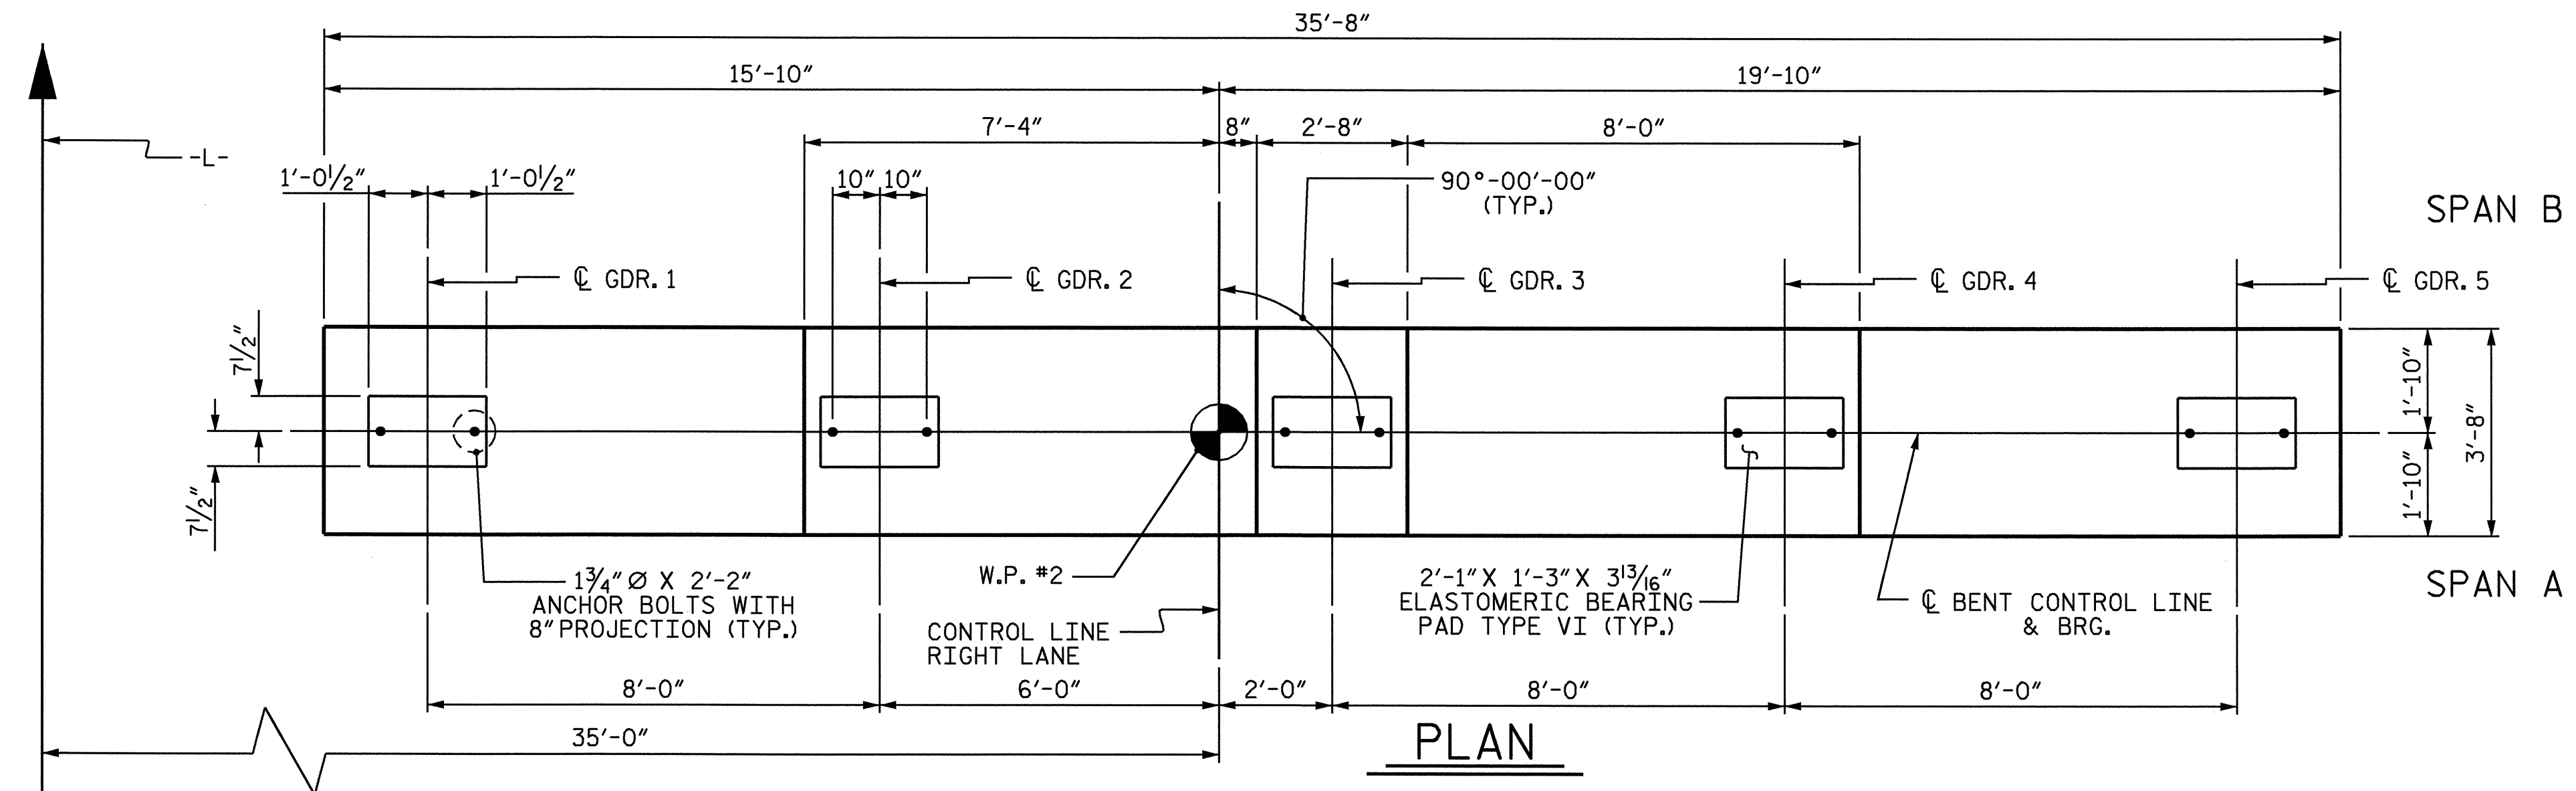 35'-8"
15'-10"
19'-10"
7'-4"
8"
2'-8"
8'-0"
-L-
1'-0½"
1'-0½"
10"
10"
90°-00'-00"
(TYP.)
SPAN B
℄ GDR. 1
℄ GDR. 2
℄ GDR. 3
℄ GDR. 4
℄ GDR. 5
7½"
7½"
1'-10"
1'-10"
3'-8"
1¾" Ø X 2'-2"
ANCHOR BOLTS WITH
8" PROJECTION (TYP.)
W.P. #2
CONTROL LINE
RIGHT LANE
2'-1" X 1'-3" X 3 13/16"
ELASTOMERIC BEARING
PAD TYPE VI (TYP.)
℄ BENT CONTROL LINE
& BRG.
SPAN A
8'-0"
6'-0"
2'-0"
8'-0"
8'-0"
35'-0"
PLAN